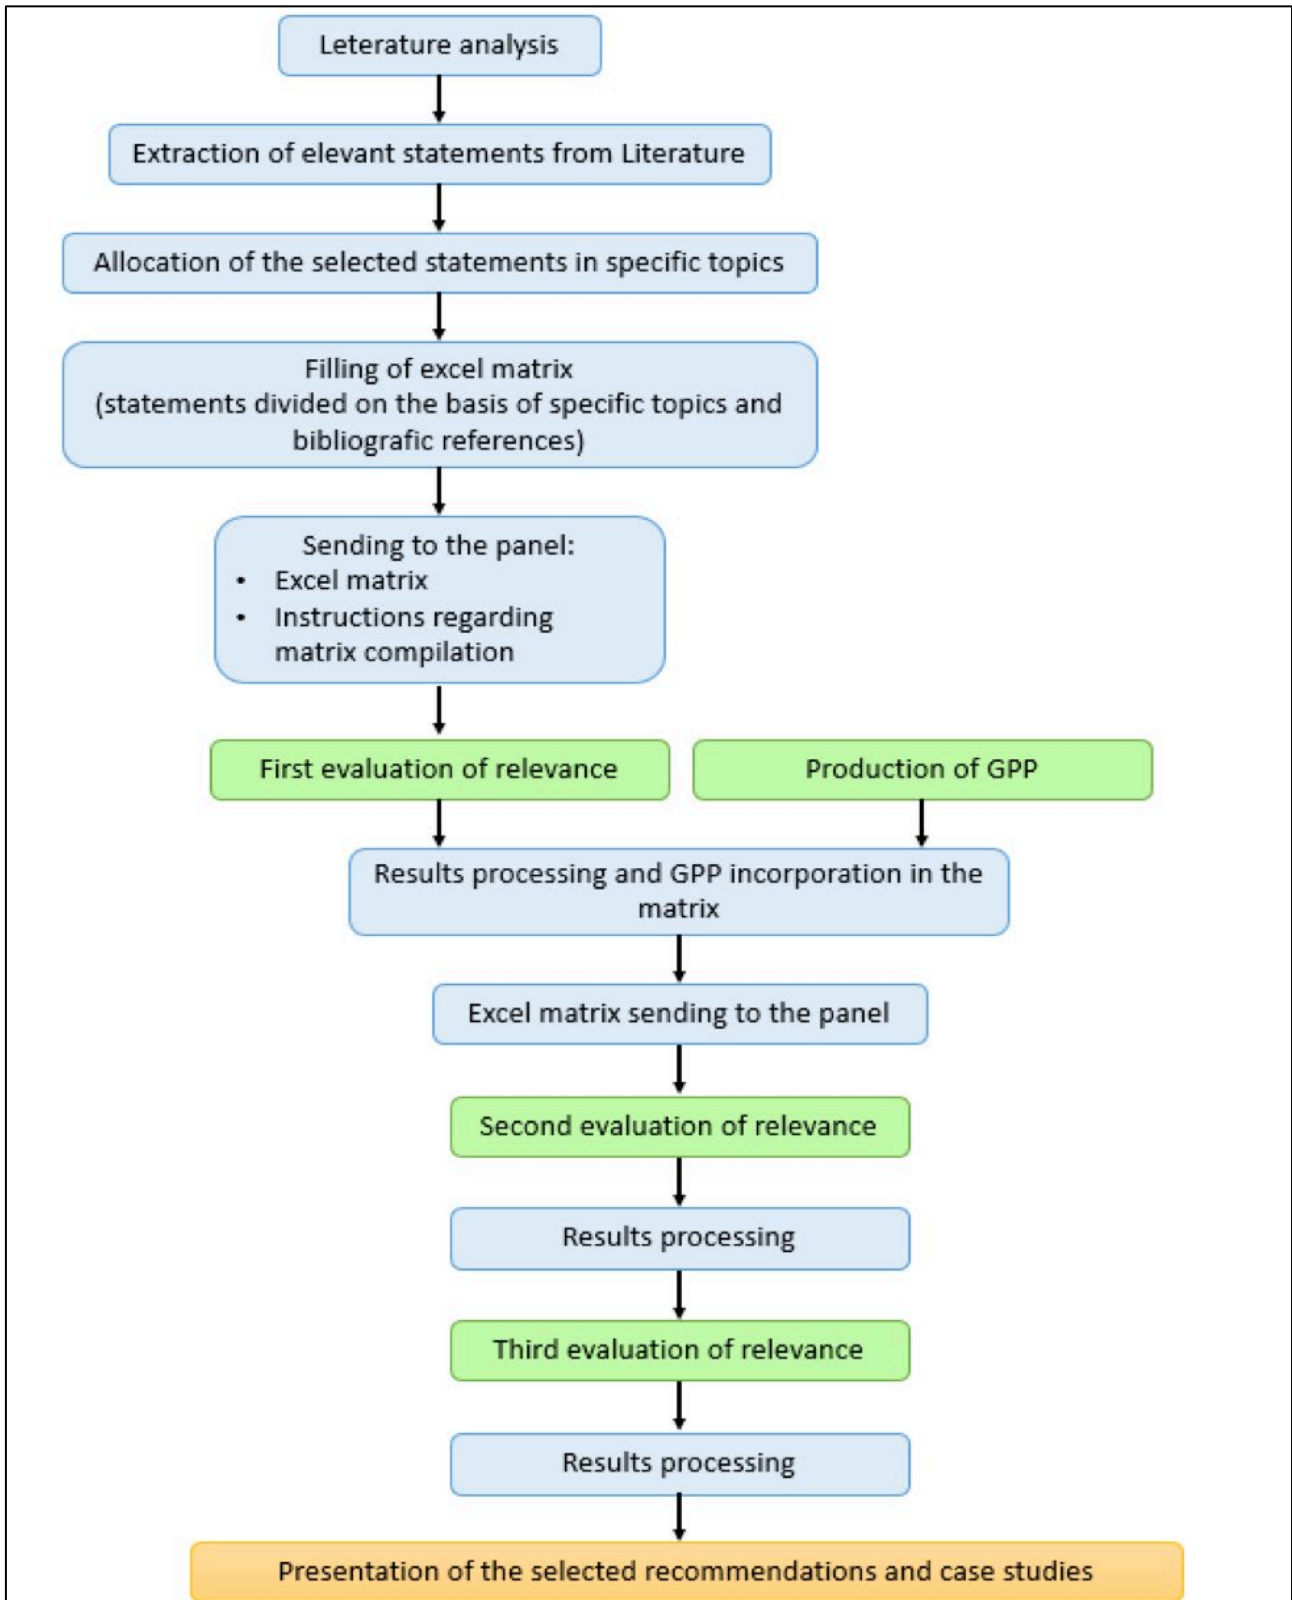 Leterature analysis
Extraction of elevant statements from Literature
Allocation of the selected statements in specific topics
Filling of excel matrix
(statements divided on the basis of specific topics and
bibliografic references)
Sending to the panel:
• Excel matrix
• Instructions regarding
matrix compilation
First evaluation of relevance
Production of GPP
Results processing and GPP incorporation in the
matrix
Excel matrix sending to the panel
Second evaluation of relevance
Results processing
Third evaluation of relevance
Results processing
Presentation of the selected recommendations and case studies